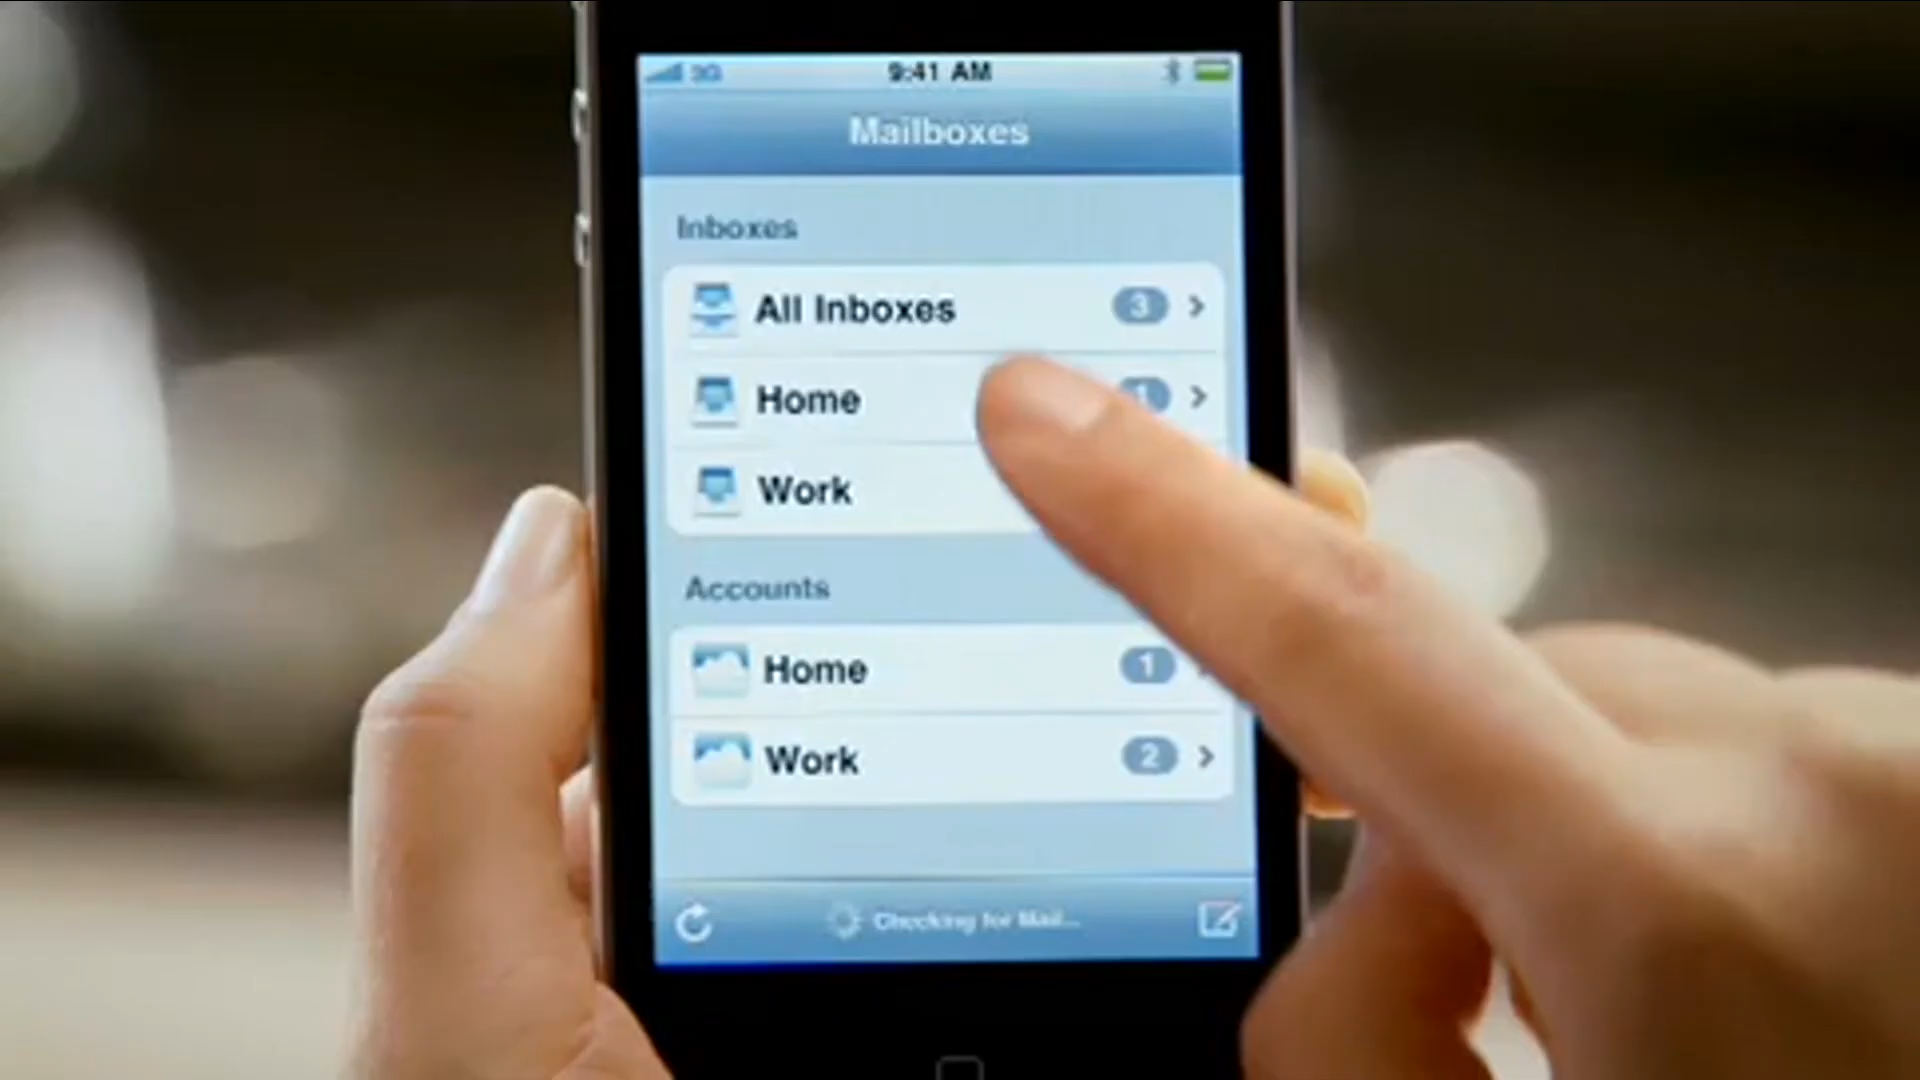 3G 9:41 AM
Mailboxes
Inboxes
All Inboxes 3
Home 1
Work
Accounts
Home 1
Work 2
Checking for Mail...